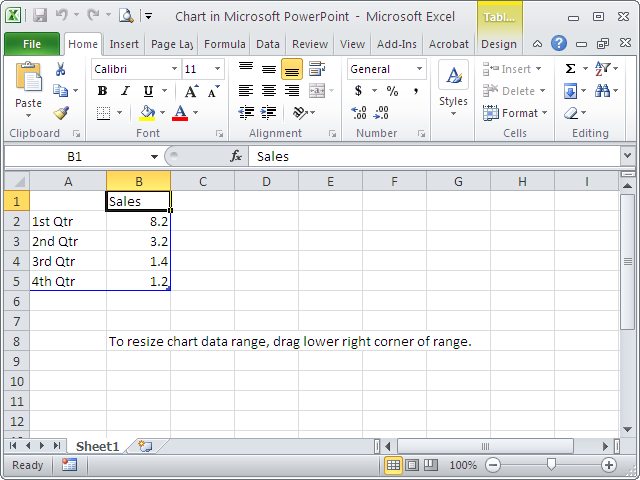 Chart in Microsoft PowerPoint - Microsoft Excel
Tabl...
File Home Insert Page Lay Formula Data Review View Add-Ins Acrobat Design
Calibri 11 General
Paste B I U A A A $ % , Styles Insert Delete Format Σ
Clipboard Font Alignment Number Cells Editing
B1 fx Sales
A B C D E F G H I
1 Sales
2 1st Qtr 8.2
3 2nd Qtr 3.2
4 3rd Qtr 1.4
5 4th Qtr 1.2
6
7
8 To resize chart data range, drag lower right corner of range.
9
10
11
12
Sheet1
Ready 100%